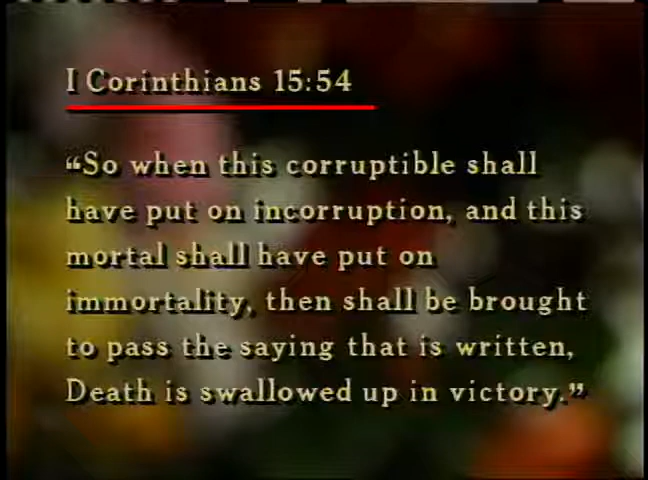 I Corinthians 15:54
“So when this corruptible shall
have put on incorruption, and this
mortal shall have put on
immortality, then shall be brought
to pass the saying that is written,
Death is swallowed up in victory.”